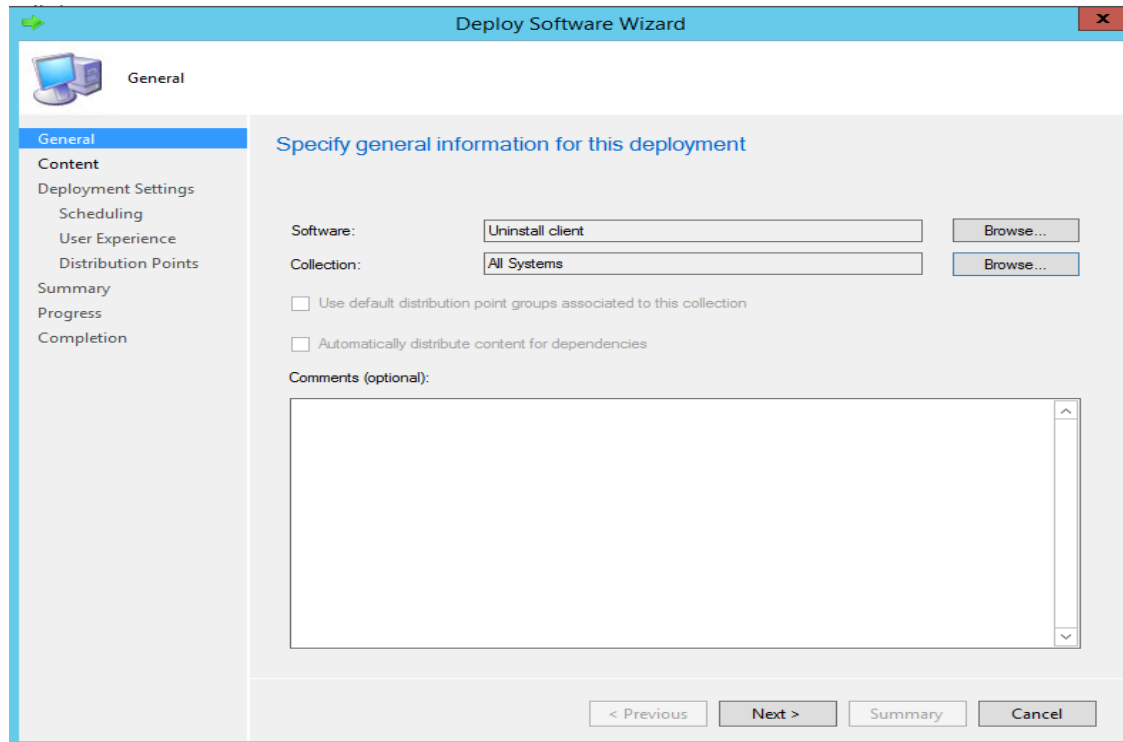 Deploy Software Wizard
x
General
General
Content
Deployment Settings
Scheduling
User Experience
Distribution Points
Summary
Progress
Completion
Specify general information for this deployment
Software: Uninstall client Browse...
Collection: All Systems Browse...
Use default distribution point groups associated to this collection
Automatically distribute content for dependencies
Comments (optional):
< Previous Next > Summary Cancel